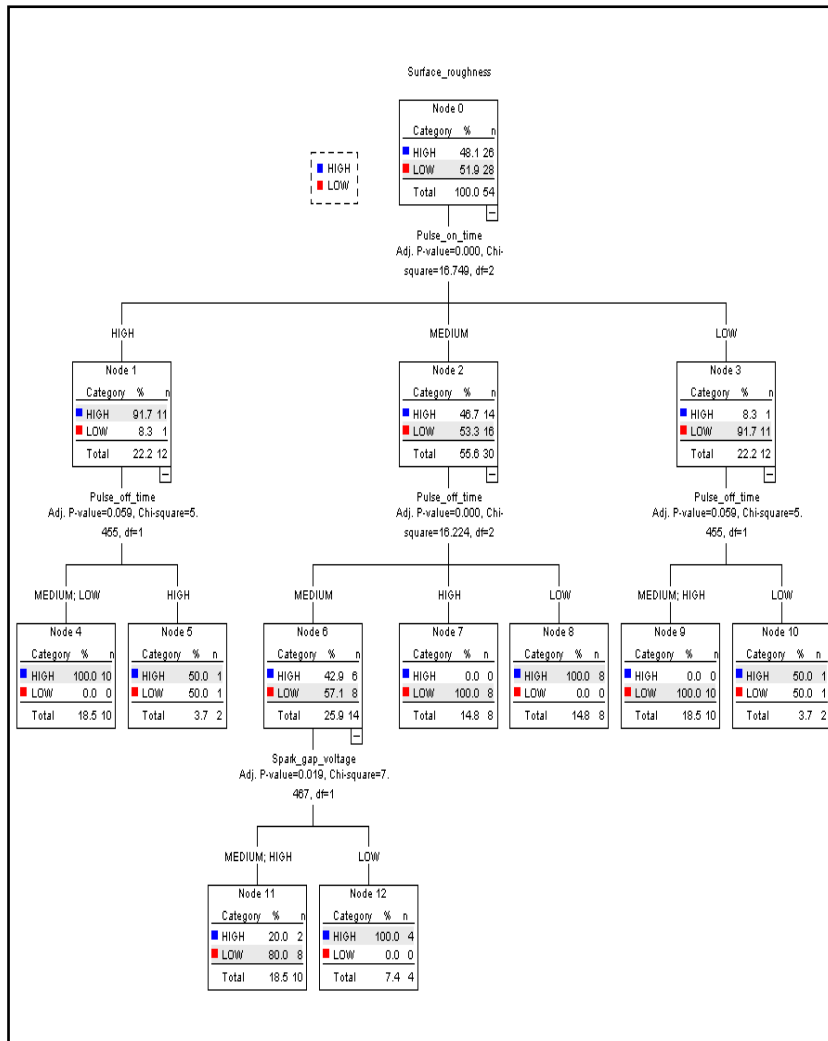 Surface_roughness
Node 0
Category % n
HIGH 48.1 26
LOW 51.9 28
Total 100.0 54
HIGH
LOW
Pulse_on_time
Adj. P-value=0.000, Chi-
square=16.749, df=2
HIGH
MEDIUM
LOW
Node 1
Category % n
HIGH 91.7 11
LOW 8.3 1
Total 22.2 12
Node 2
Category % n
HIGH 46.7 14
LOW 53.3 16
Total 55.6 30
Node 3
Category % n
HIGH 8.3 1
LOW 91.7 11
Total 22.2 12
Pulse_off_time
Adj. P-value=0.059, Chi-square=5.
455, df=1
Pulse_off_time
Adj. P-value=0.000, Chi-
square=16.224, df=2
Pulse_off_time
Adj. P-value=0.059, Chi-square=5.
455, df=1
MEDIUM; LOW
HIGH
MEDIUM
HIGH
LOW
MEDIUM; HIGH
LOW
Node 4
Category % n
HIGH 100.0 10
LOW 0.0 0
Total 18.5 10
Node 5
Category % n
HIGH 50.0 1
LOW 50.0 1
Total 3.7 2
Node 6
Category % n
HIGH 42.9 6
LOW 57.1 8
Total 25.9 14
Node 7
Category % n
HIGH 0.0 0
LOW 100.0 8
Total 14.8 8
Node 8
Category % n
HIGH 100.0 8
LOW 0.0 0
Total 14.8 8
Node 9
Category % n
HIGH 0.0 0
LOW 100.0 10
Total 18.5 10
Node 10
Category % n
HIGH 50.0 1
LOW 50.0 1
Total 3.7 2
Spark_gap_voltage
Adj. P-value=0.019, Chi-square=7.
467, df=1
MEDIUM; HIGH
LOW
Node 11
Category % n
HIGH 20.0 2
LOW 80.0 8
Total 18.5 10
Node 12
Category % n
HIGH 100.0 4
LOW 0.0 0
Total 7.4 4